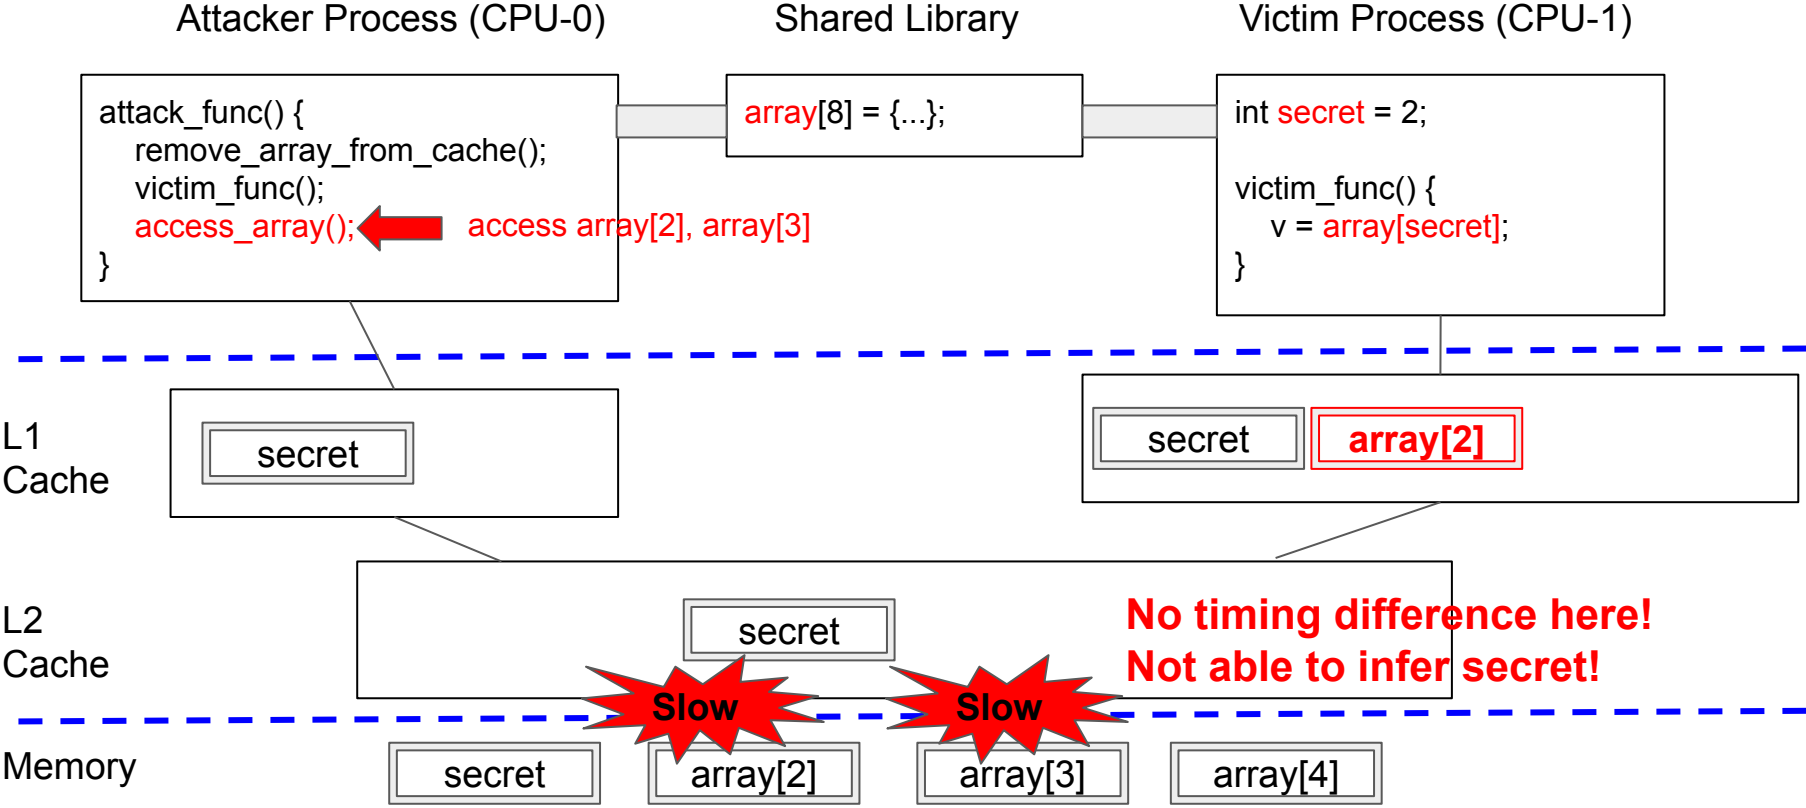 Attacker Process (CPU-0)
Shared Library
Victim Process (CPU-1)
attack_func() {
remove_array_from_cache();
victim_func();
access_array();
}
access array[2], array[3]
array[8] = {...};
int secret = 2;
victim_func() {
v = array[secret];
}
L1
Cache
secret
secret
array[2]
L2
Cache
secret
No timing difference here!
Not able to infer secret!
Slow
Slow
Memory
secret
array[2]
array[3]
array[4]